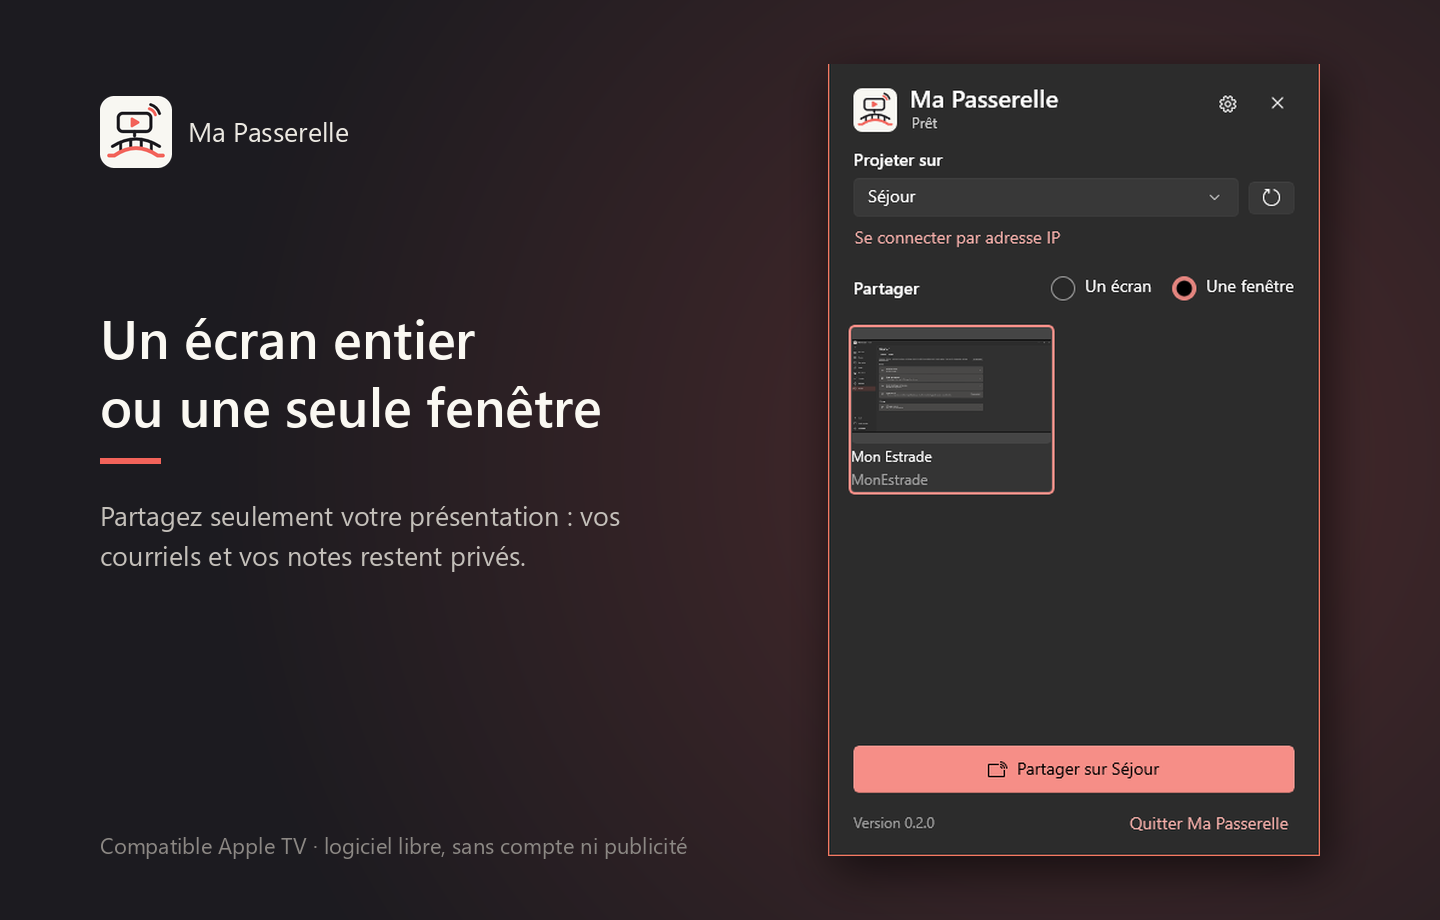 Ma Passerelle
Un écran entier
ou une seule fenêtre
Partagez seulement votre présentation : vos
courriels et vos notes restent privés.
Compatible Apple TV · logiciel libre, sans compte ni publicité
Ma Passerelle
Prêt
Projeter sur
Séjour
Se connecter par adresse IP
Partager
Un écran
Une fenêtre
Mon Estrade
MonEstrade
Partager sur Séjour
Version 0.2.0
Quitter Ma Passerelle